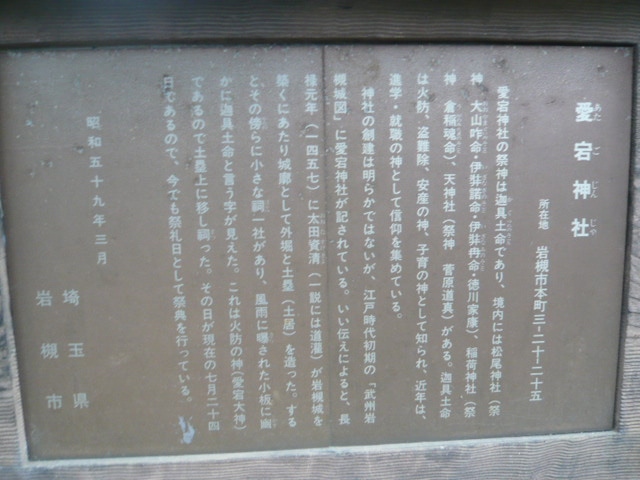 愛宕神社
あたごじんじゃ
所在地 岩槻市本町三-二十-二十五
愛宕神社の祭神は迦具土命であり、境内には松尾神社(祭
神 大山咋命・伊弉諾命・伊弉冉命・徳川家康)、稲荷神社(祭
神 倉稲魂命)、天神社(祭神 菅原道真)がある。迦具土命
は火防、盗難除、安産の神、子育の神として知られ、近年は、
進学・就職の神として信仰を集めている。
神社の創建は明らかではないが、江戸時代初期の「武州岩
槻城図」に愛宕神社が記されている。いい伝えによると、長
禄元年(一四五七)に太田資清(一説には道灌)が岩槻城を
築くにあたり城廓として外堀と土塁(土居)を造った。する
とその傍らに小さな祠一社があり、風雨に曝された小板に幽
かに迦具土命と言う字が見えた。これは火防の神(愛宕大神)
であるので土塁上に移し祠った。その日が現在の七月二十四
日であるので、今でも祭礼日として祭典を行っている。
昭和五十九年三月
埼玉県
岩槻市